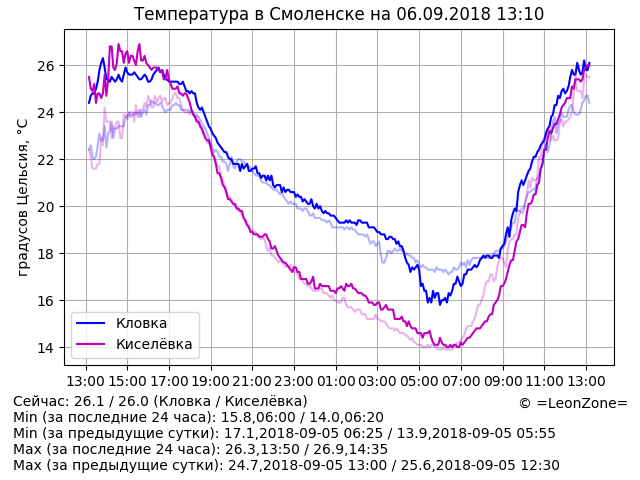 Температура в Смоленске на 06.09.2018 13:10
градусов Цельсия, °C
26
24
22
20
18
16
14
Кловка
Киселёвка
13:00 15:00 17:00 19:00 21:00 23:00 01:00 03:00 05:00 07:00 09:00 11:00 13:00
Сейчас: 26.1 / 26.0 (Кловка / Киселёвка)
© =LeonZone=
Min (за последние 24 часа): 15.8,06:00 / 14.0,06:20
Min (за предыдущие сутки): 17.1,2018-09-05 06:25 / 13.9,2018-09-05 05:55
Max (за последние 24 часа): 26.3,13:50 / 26.9,14:35
Max (за предыдущие сутки): 24.7,2018-09-05 13:00 / 25.6,2018-09-05 12:30